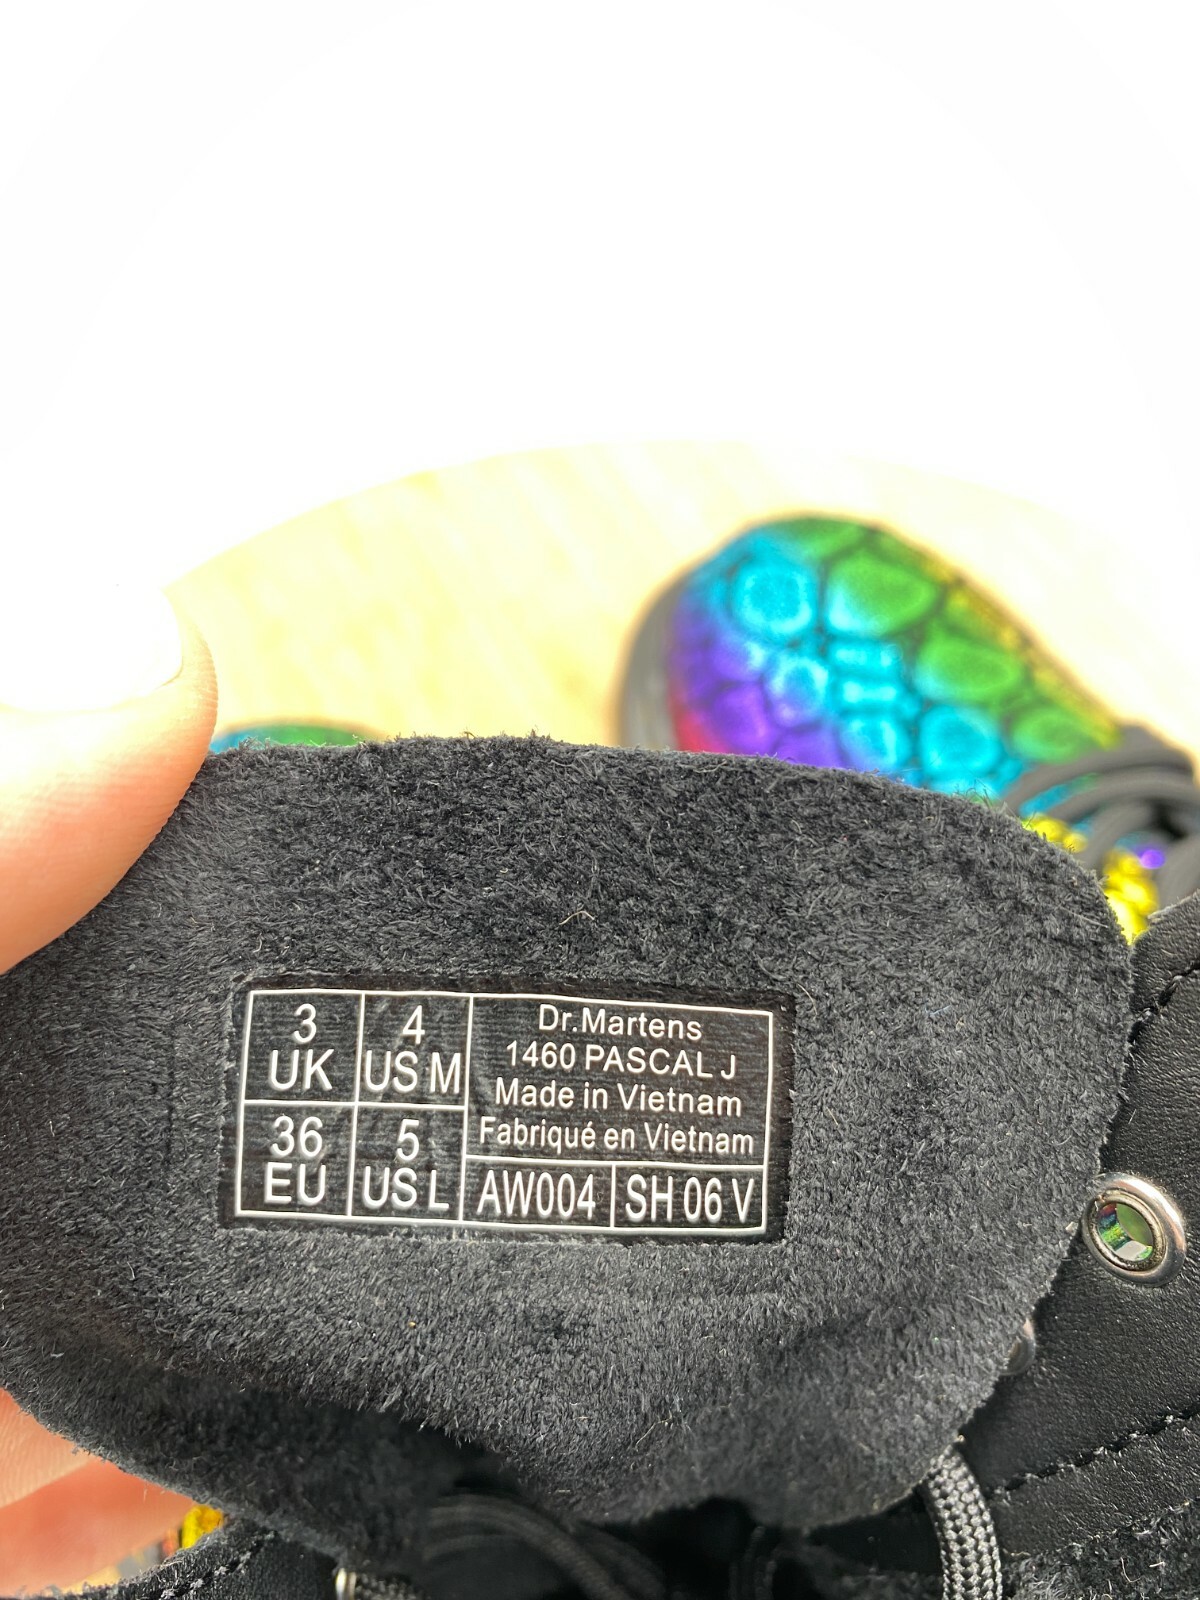 3
UK
4
US M
36
EU
5
US L
Dr.Martens
1460 PASCAL J
Made in Vietnam
Fabriqué en Vietnam
AW004
SH 06 V